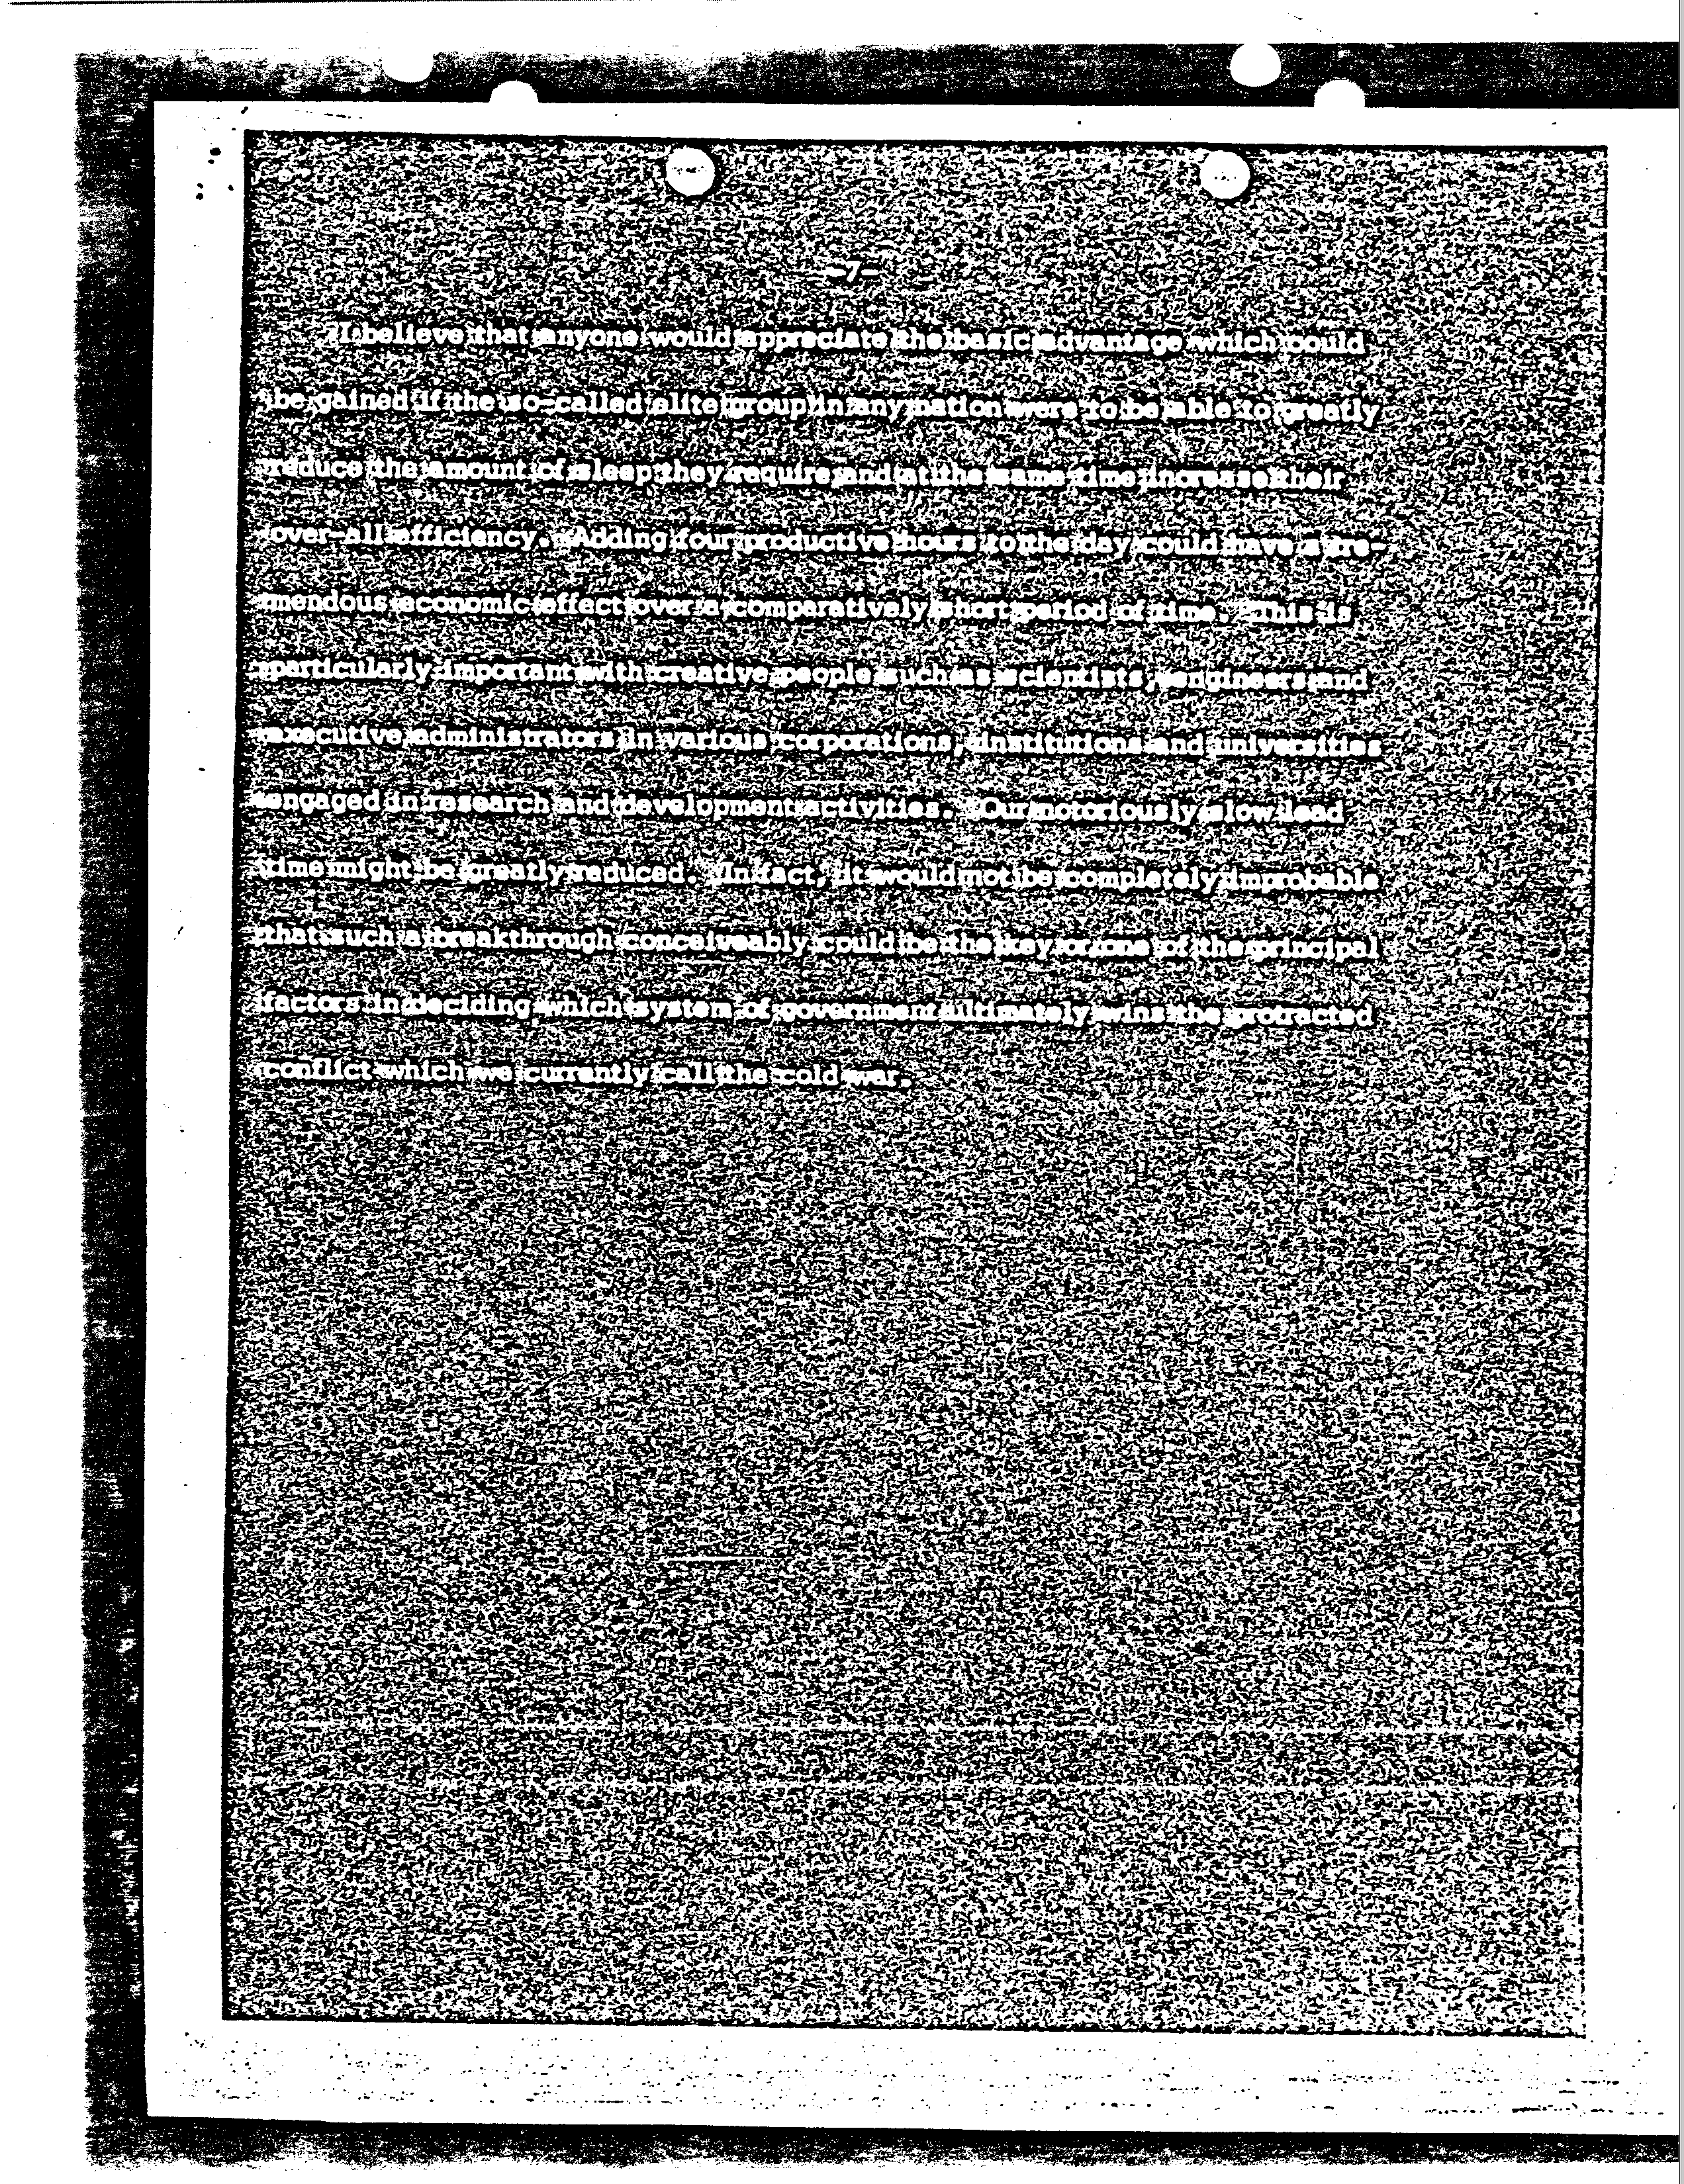 -7-
I believe that anyone would appreciate the basic advantage which could
be gained if the so-called elite group in any nation were to be able to greatly
reduce the amount of sleep they require and at the same time increase their
over-all efficiency. Adding four productive hours to the day could have a tre-
mendous economic effect over a comparatively short period of time. This is
particularly important with creative people such as scientists, engineers and
executive administrators in various corporations, institutions and universities
engaged in research and development activities. Our notoriously slow lead
time might be greatly reduced. In fact, it would not be completely improbable
that such a breakthrough conceiveably could be the key or one of the principal
factors in deciding which system of government ultimately wins the protracted
conflict which we currently call the cold war.